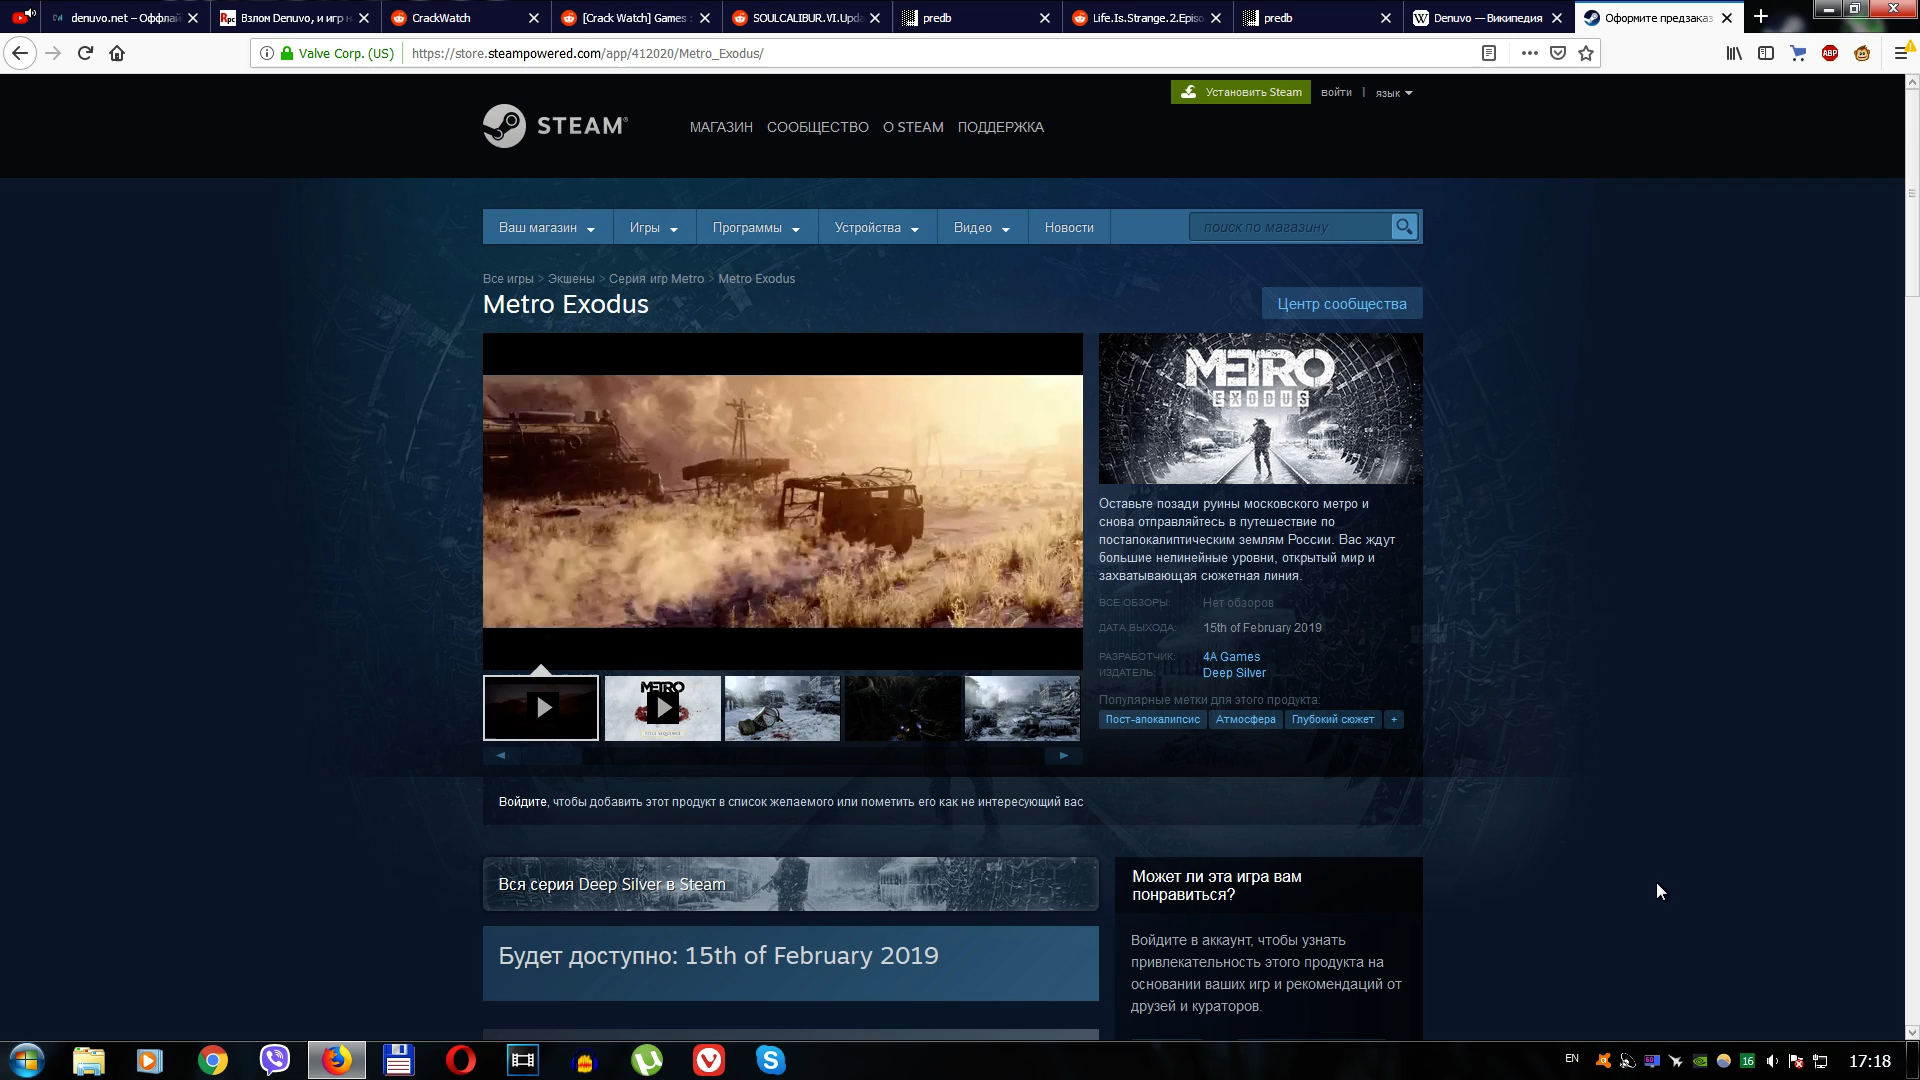 denuvo.net – Оффлай
Взлом Denuvo, и игр н
CrackWatch
[Crack Watch] Games
SOULCALIBUR.VI.Upda
predb
Life.Is.Strange.2.Episo
predb
Denuvo — Википедия
Оформите предзаказ
Valve Corp. (US)
https://store.steampowered.com/app/412020/Metro_Exodus/
ABP
Установить Steam
войти | язык
STEAM®
МАГАЗИН СООБЩЕСТВО О STEAM ПОДДЕРЖКА
Ваш магазин Игры Программы Устройства Видео Новости
поиск по магазину
Все игры > Экшены > Серия игр Metro > Metro Exodus
Metro Exodus
Центр сообщества
METRO
EXODUS
Оставьте позади руины московского метро и
снова отправляйтесь в путешествие по
постапокалиптическим землям России. Вас ждут
большие нелинейные уровни, открытый мир и
захватывающая сюжетная линия.
ВСЕ ОБЗОРЫ: Нет обзоров
ДАТА ВЫХОДА: 15th of February 2019
РАЗРАБОТЧИК: 4A Games
ИЗДАТЕЛЬ: Deep Silver
Популярные метки для этого продукта:
Пост-апокалипсис Атмосфера Глубокий сюжет +
METRO
TITLE SEQUENCE
Войдите, чтобы добавить этот продукт в список желаемого или пометить его как не интересующий вас
Вся серия Deep Silver в Steam
Будет доступно: 15th of February 2019
Может ли эта игра вам
понравиться?
Войдите в аккаунт, чтобы узнать
привлекательность этого продукта на
основании ваших игр и рекомендаций от
друзей и кураторов.
EN
16
17:18